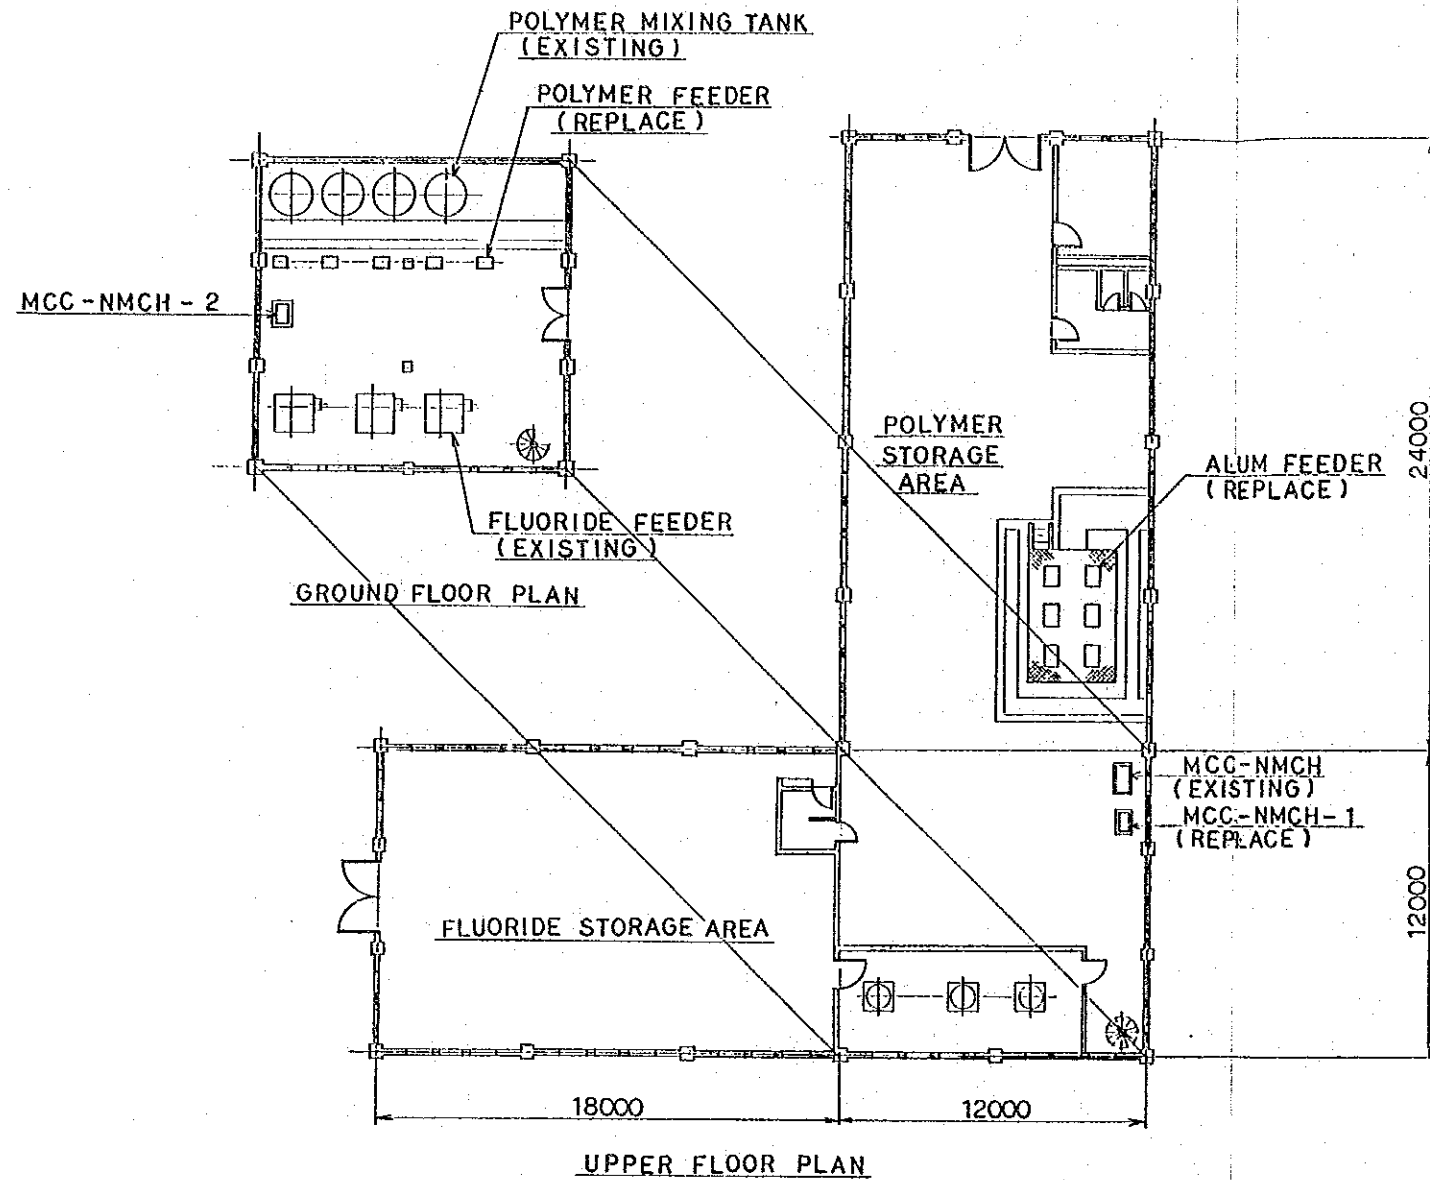 POLYMER MIXING TANK
(EXISTING)
POLYMER FEEDER
(REPLACE)
MCC-NMCH-2
FLUORIDE FEEDER
(EXISTING)
GROUND FLOOR PLAN
POLYMER
STORAGE
AREA
ALUM FEEDER
(REPLACE)
24000
MCC-NMCH
(EXISTING)
MCC-NMCH-1
(REPLACE)
12000
FLUORIDE STORAGE AREA
18000
12000
UPPER FLOOR PLAN